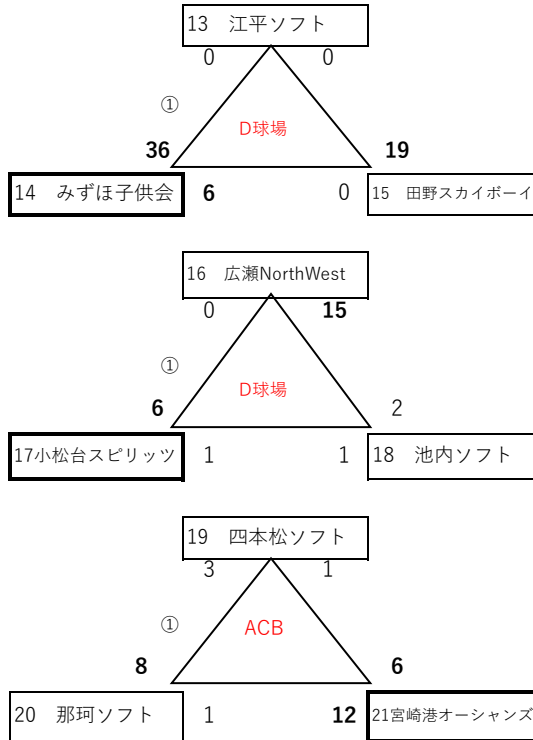 13　江平ソフト
0 0
①
D球場
36 19
14　みずほ子供会 6 0 15　田野スカイボーイ
16　広瀬NorthWest
0 15
①
D球場
6 2
17小松台スピリッツ 1 1 18　池内ソフト
19　四本松ソフト
3 1
①
ACB
8 6
20　那珂ソフト 1 12 21宮崎港オーシャンズ